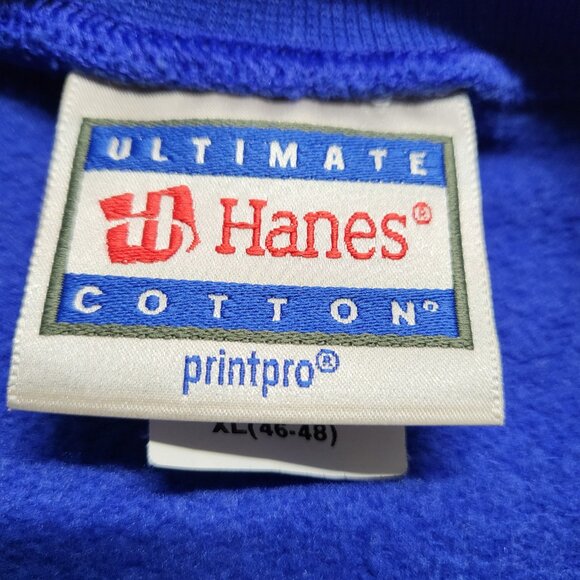 ULTIMATE
Hanes®
COTTON®
printpro®
XL(46-48)